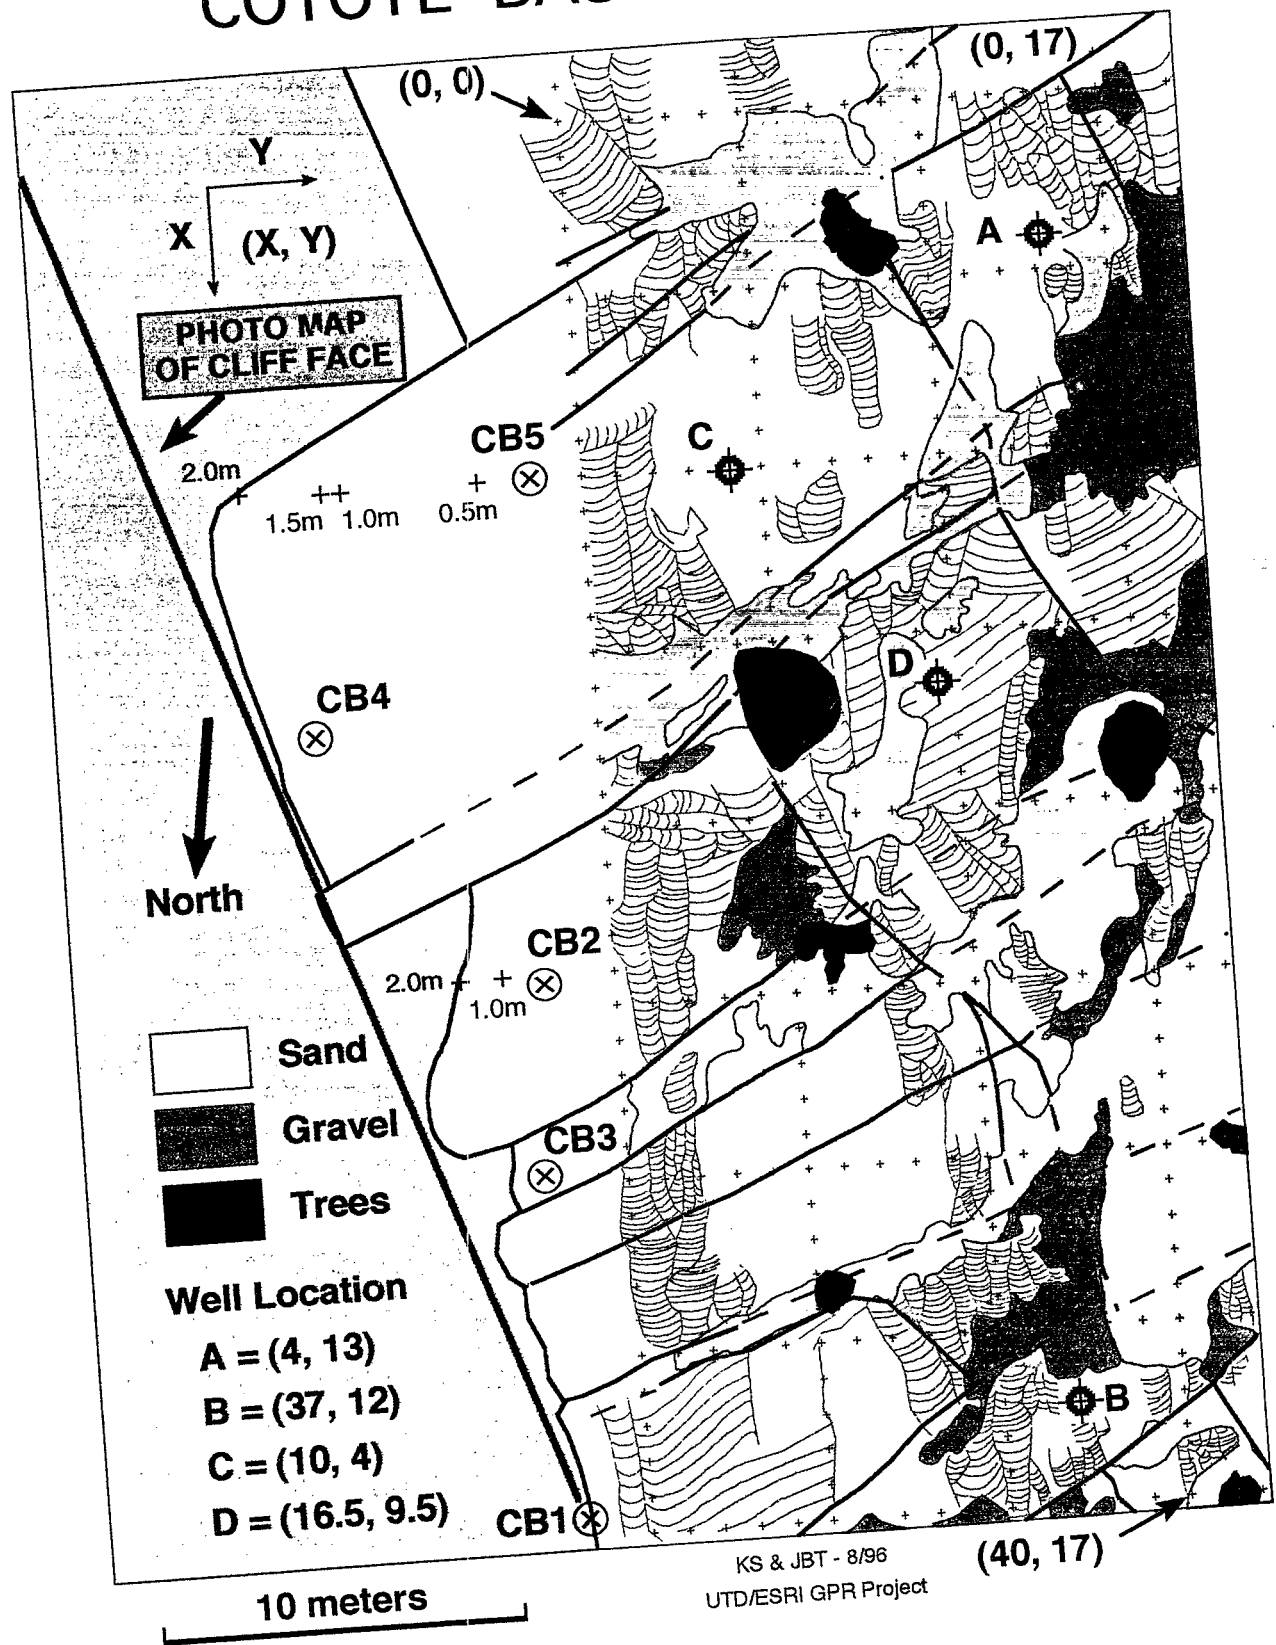 COYOTE
(0, 0)
(0, 17)
Y
X
(X, Y)
A
PHOTO MAP
OF CLIFF FACE
CB5
C
2.0m
1.5m 1.0m
0.5m
D
CB4
North
CB2
2.0m
1.0m
Sand
Gravel
CB3
Trees
Well Location
A = (4, 13)
B = (37, 12)
B
C = (10, 4)
D = (16.5, 9.5)
CB1
KS & JBT - 8/96
UTD/ESRI GPR Project
(40, 17)
10 meters